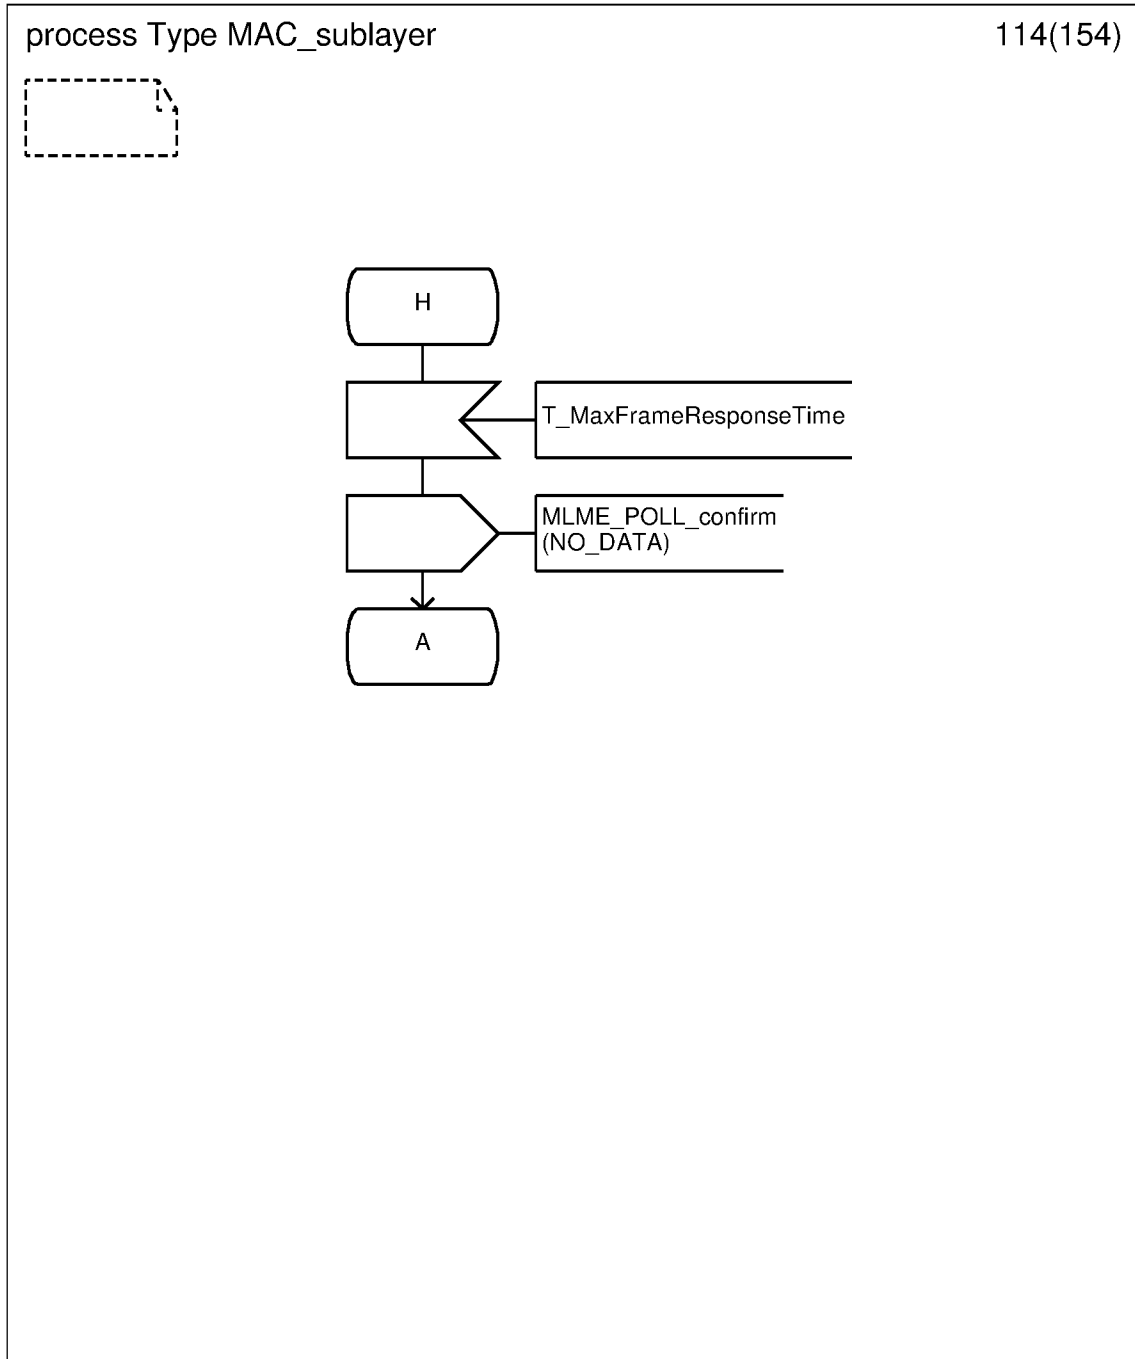 process Type MAC_sublayer
114(154)
H
T_MaxFrameResponseTime
MLME_POLL_confirm
(NO_DATA)
A